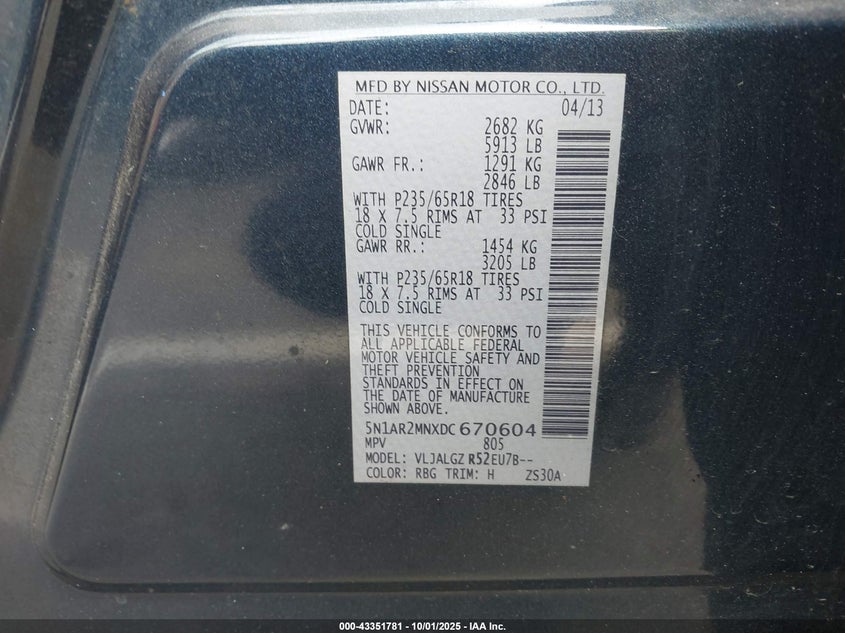 MFD BY NISSAN MOTOR CO., LTD.
DATE: 04/13
GVWR: 2682 KG
5913 LB
GAWR FR.: 1291 KG
2846 LB
WITH P235/65R18 TIRES
18 X 7.5 RIMS AT 33 PSI
COLD SINGLE
GAWR RR.: 1454 KG
3205 LB
WITH P235/65R18 TIRES
18 X 7.5 RIMS AT 33 PSI
COLD SINGLE
THIS VEHICLE CONFORMS TO
ALL APPLICABLE FEDERAL
MOTOR VEHICLE SAFETY AND
THEFT PREVENTION
STANDARDS IN EFFECT ON
THE DATE OF MANUFACTURE
SHOWN ABOVE.
5N1AR2MNXDC670604
MPV 805
MODEL: VLJALGZ R52EU7B--
COLOR: RBG TRIM: H ZS30A
000-43351781 - 10/01/2025 - IAA Inc.